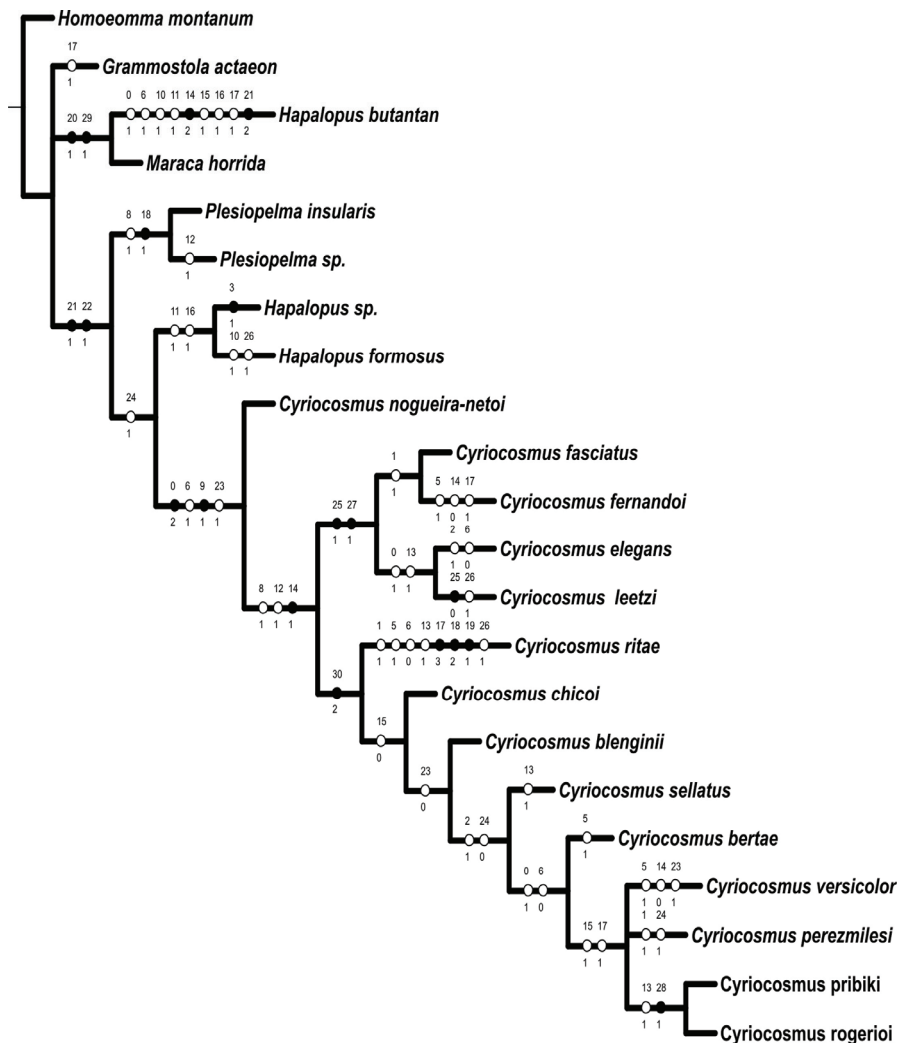 Homoeomma montanum
17
Grammostola actaeon
1
0 6 10 11 14 15 16 17 21
20 29
Hapalopus butantan
1 1 1 1 2 1 1 1 2
1 1
Maraca horrida
8 18
Plesiopelma insularis
1 1
12
Plesiopelma sp.
1
3
21 22
11 16
Hapalopus sp.
1 1
1 1
1
10 26
Hapalopus formosus
1 1
24
1
Cyriocosmus nogueira-netoi
1
Cyriocosmus fasciatus
1
0 6 9 23
5 14 17
Cyriocosmus fernandoi
2 1 1 1
1 0 1
25 27
1 1
2 6
Cyriocosmus elegans
1 0
0 13
1 1
25 26
Cyriocosmus leetzi
0 1
8 12 14
1 1 1
1 5 6 13 17 18 19 26
Cyriocosmus ritae
1 1 0 1 3 2 1 1
30
2
Cyriocosmus chicoi
15
0
Cyriocosmus blenginii
23
0
13
Cyriocosmus sellatus
1
2 24
1 0
5
Cyriocosmus bertae
1
0 6
1 0
5 14 23
Cyriocosmus versicolor
1 0 1
15 17
1 1
1 24
Cyriocosmus perezmilesi
1 1
Cyriocosmus pribiki
13 28
1 1
Cyriocosmus rogerioi